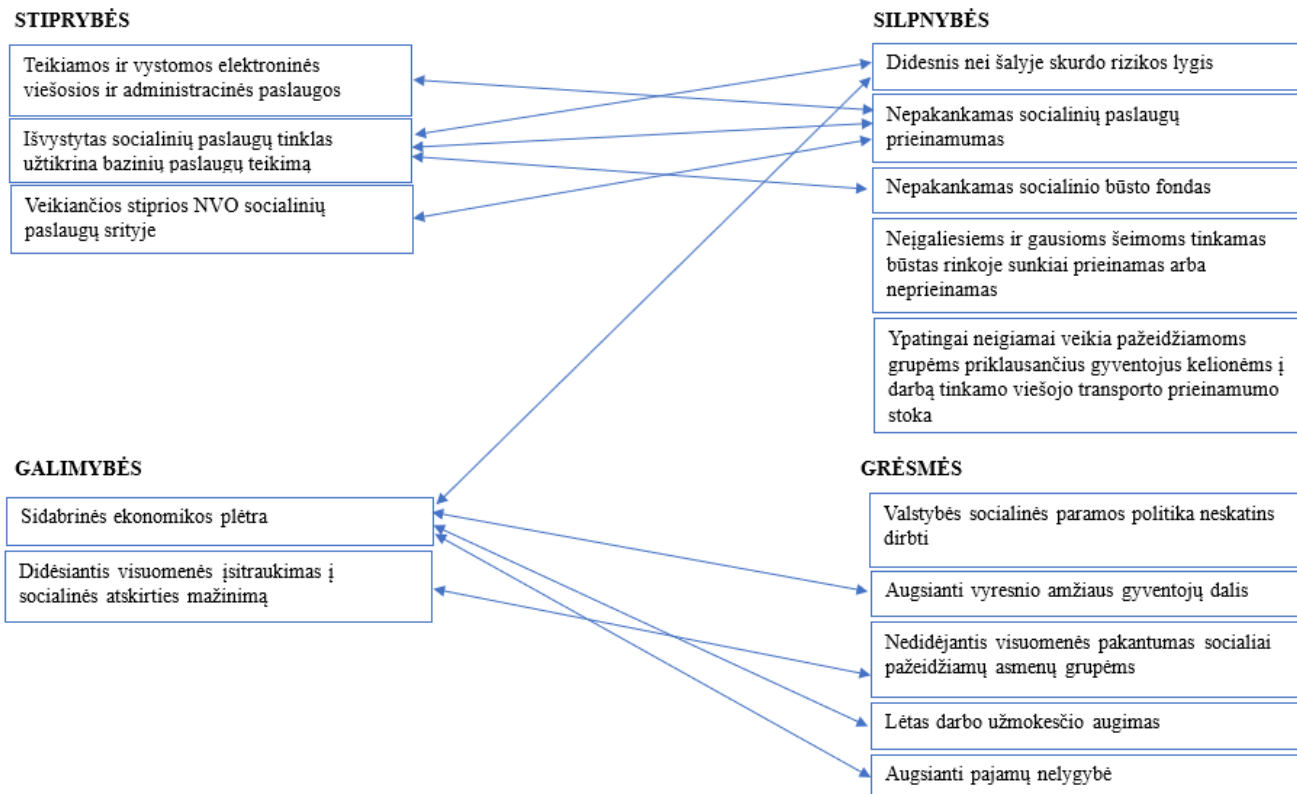 STIPRYBĖS
Teikiamos ir vystomos elektroninės
viešosios ir administracinės paslaugos
Išvystytas socialinių paslaugų tinklas
užtikrina bazinių paslaugų teikimą
Veikiančios stiprios NVO socialinių
paslaugų srityje
SILPNYBĖS
Didesnis nei šalyje skurdo rizikos lygis
Nepakankamas socialinių paslaugų
prieinamumas
Nepakankamas socialinio būsto fondas
Neįgaliesiems ir gausioms šeimoms tinkamas
būstas rinkoje sunkiai prieinamas arba
neprieinamas
Ypatingai neigiamai veikia pažeidžiamoms
grupėms priklausančius gyventojus kelionėms į
darbą tinkamo viešojo transporto prieinamumo
stoka
GALIMYBĖS
Sidabrinės ekonomikos plėtra
Didėsiantis visuomenės įsitraukimas į
socialinės atskirties mažinimą
GRĖSMĖS
Valstybės socialinės paramos politika neskatins
dirbti
Augsianti vyresnio amžiaus gyventojų dalis
Nedidėjantis visuomenės pakantumas socialiai
pažeidžiamų asmenų grupėms
Lėtas darbo užmokesčio augimas
Augsianti pajamų nelygybė